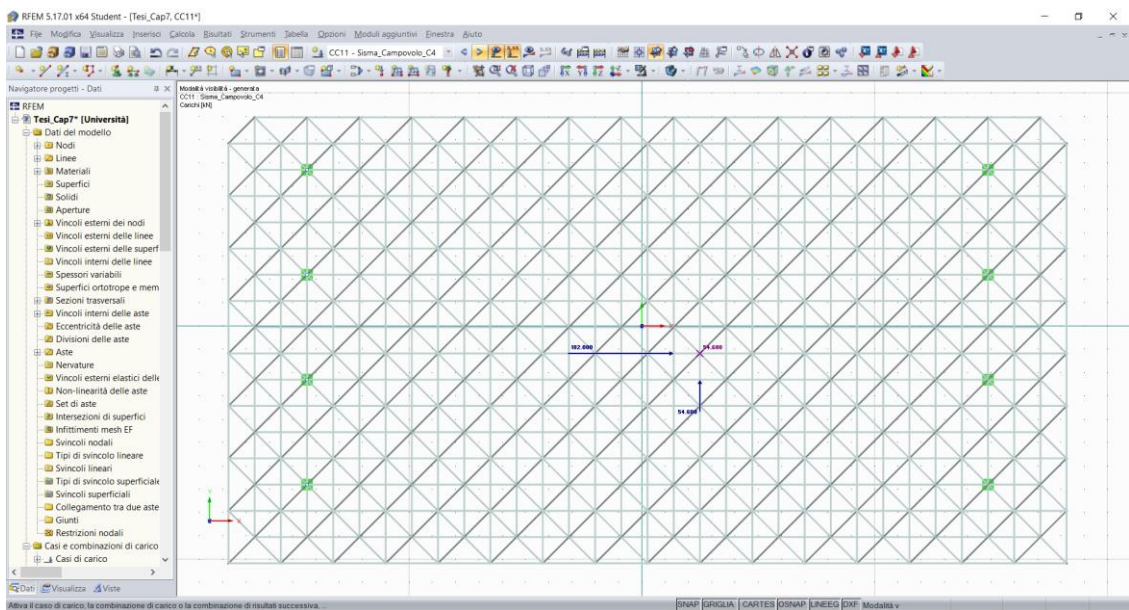 RFEM 5.17.01 x64 Student - [Tesi_Cap7, CC11*]
File Modifica Visualizza Inserisci Calcola Risultati Strumenti Tabella Opzioni Moduli aggiuntivi Finestra Aiuto
CC11 - Sisma_Campovolo_C4
Navigatore progetti - Dati
RFEM
Tesi_Cap7* [Università]
Dati del modello
Nodi
Linee
Materiali
Superfici
Solidi
Aperture
Vincoli esterni dei nodi
Vincoli esterni delle linee
Vincoli esterni delle superf
Vincoli interni delle linee
Spessori variabili
Superfici ortotrope e mem
Sezioni trasversali
Vincoli interni delle aste
Eccentricità delle aste
Divisioni delle aste
Aste
Nervature
Vincoli esterni elastici delle
Non-linearità delle aste
Set di aste
Intersezioni di superfici
Infittimenti mesh EF
Svincoli nodali
Tipi di svincolo lineare
Svincoli lineari
Tipi di svincolo superficiale
Svincoli superficiali
Collegamento tra due aste
Giunti
Restrizioni nodali
Casi e combinazioni di carico
Casi di carico
Dati Visualizza Viste
Modalità visibilità - generata
CC11 : Sisma_Campovolo_C4
Carichi [kN]
182.000
54.600
54.600
X
Attiva il caso di carico, la combinazione di carico o la combinazione di risultati successiva, ...
SNAP GRIGLIA CARTES OSNAP LINEEG DXF Modalità v